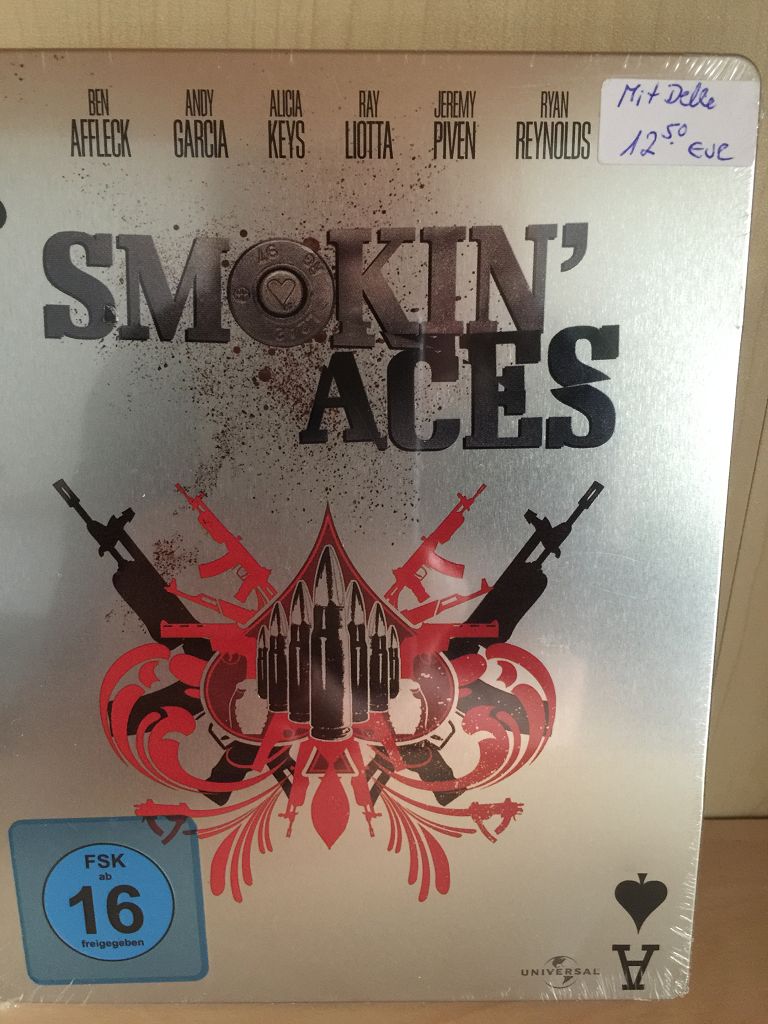 BEN AFFLECK
ANDY GARCIA
ALICIA KEYS
RAY LIOTTA
JEREMY PIVEN
RYAN REYNOLDS
Mit Delle
12.50 EUR
SMOKIN'
ACES
FSK
ab
16
freigegeben
UNIVERSAL
A